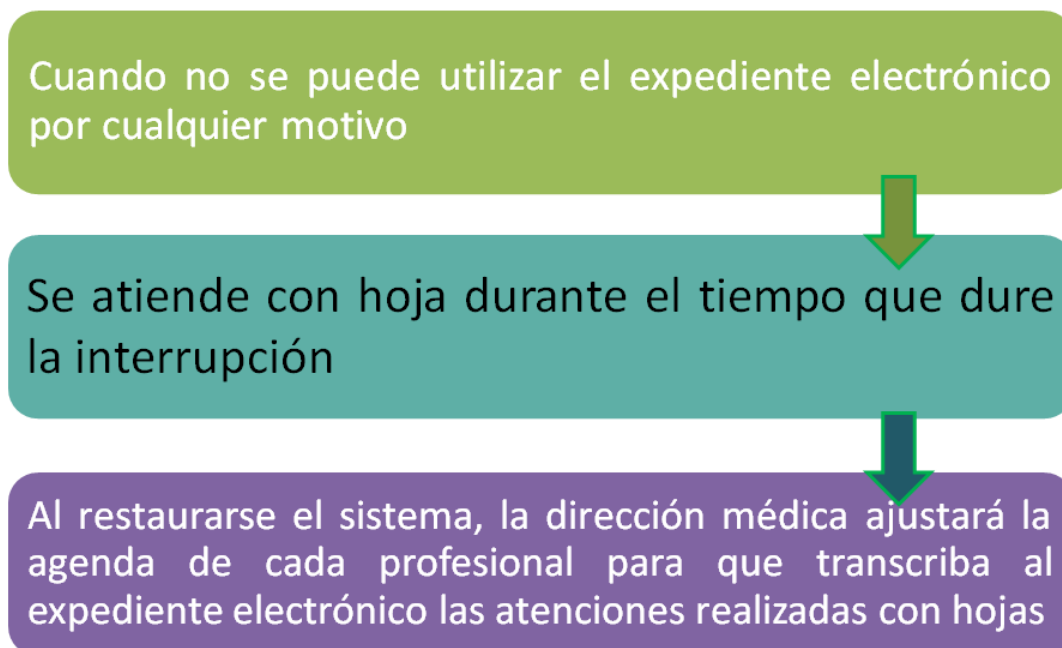 Cuando no se puede utilizar el expediente electrónico
por cualquier motivo
Se atiende con hoja durante el tiempo que dure
la interrupción
Al restaurarse el sistema, la dirección médica ajustará la
agenda de cada profesional para que transcriba al
expediente electrónico las atenciones realizadas con hojas